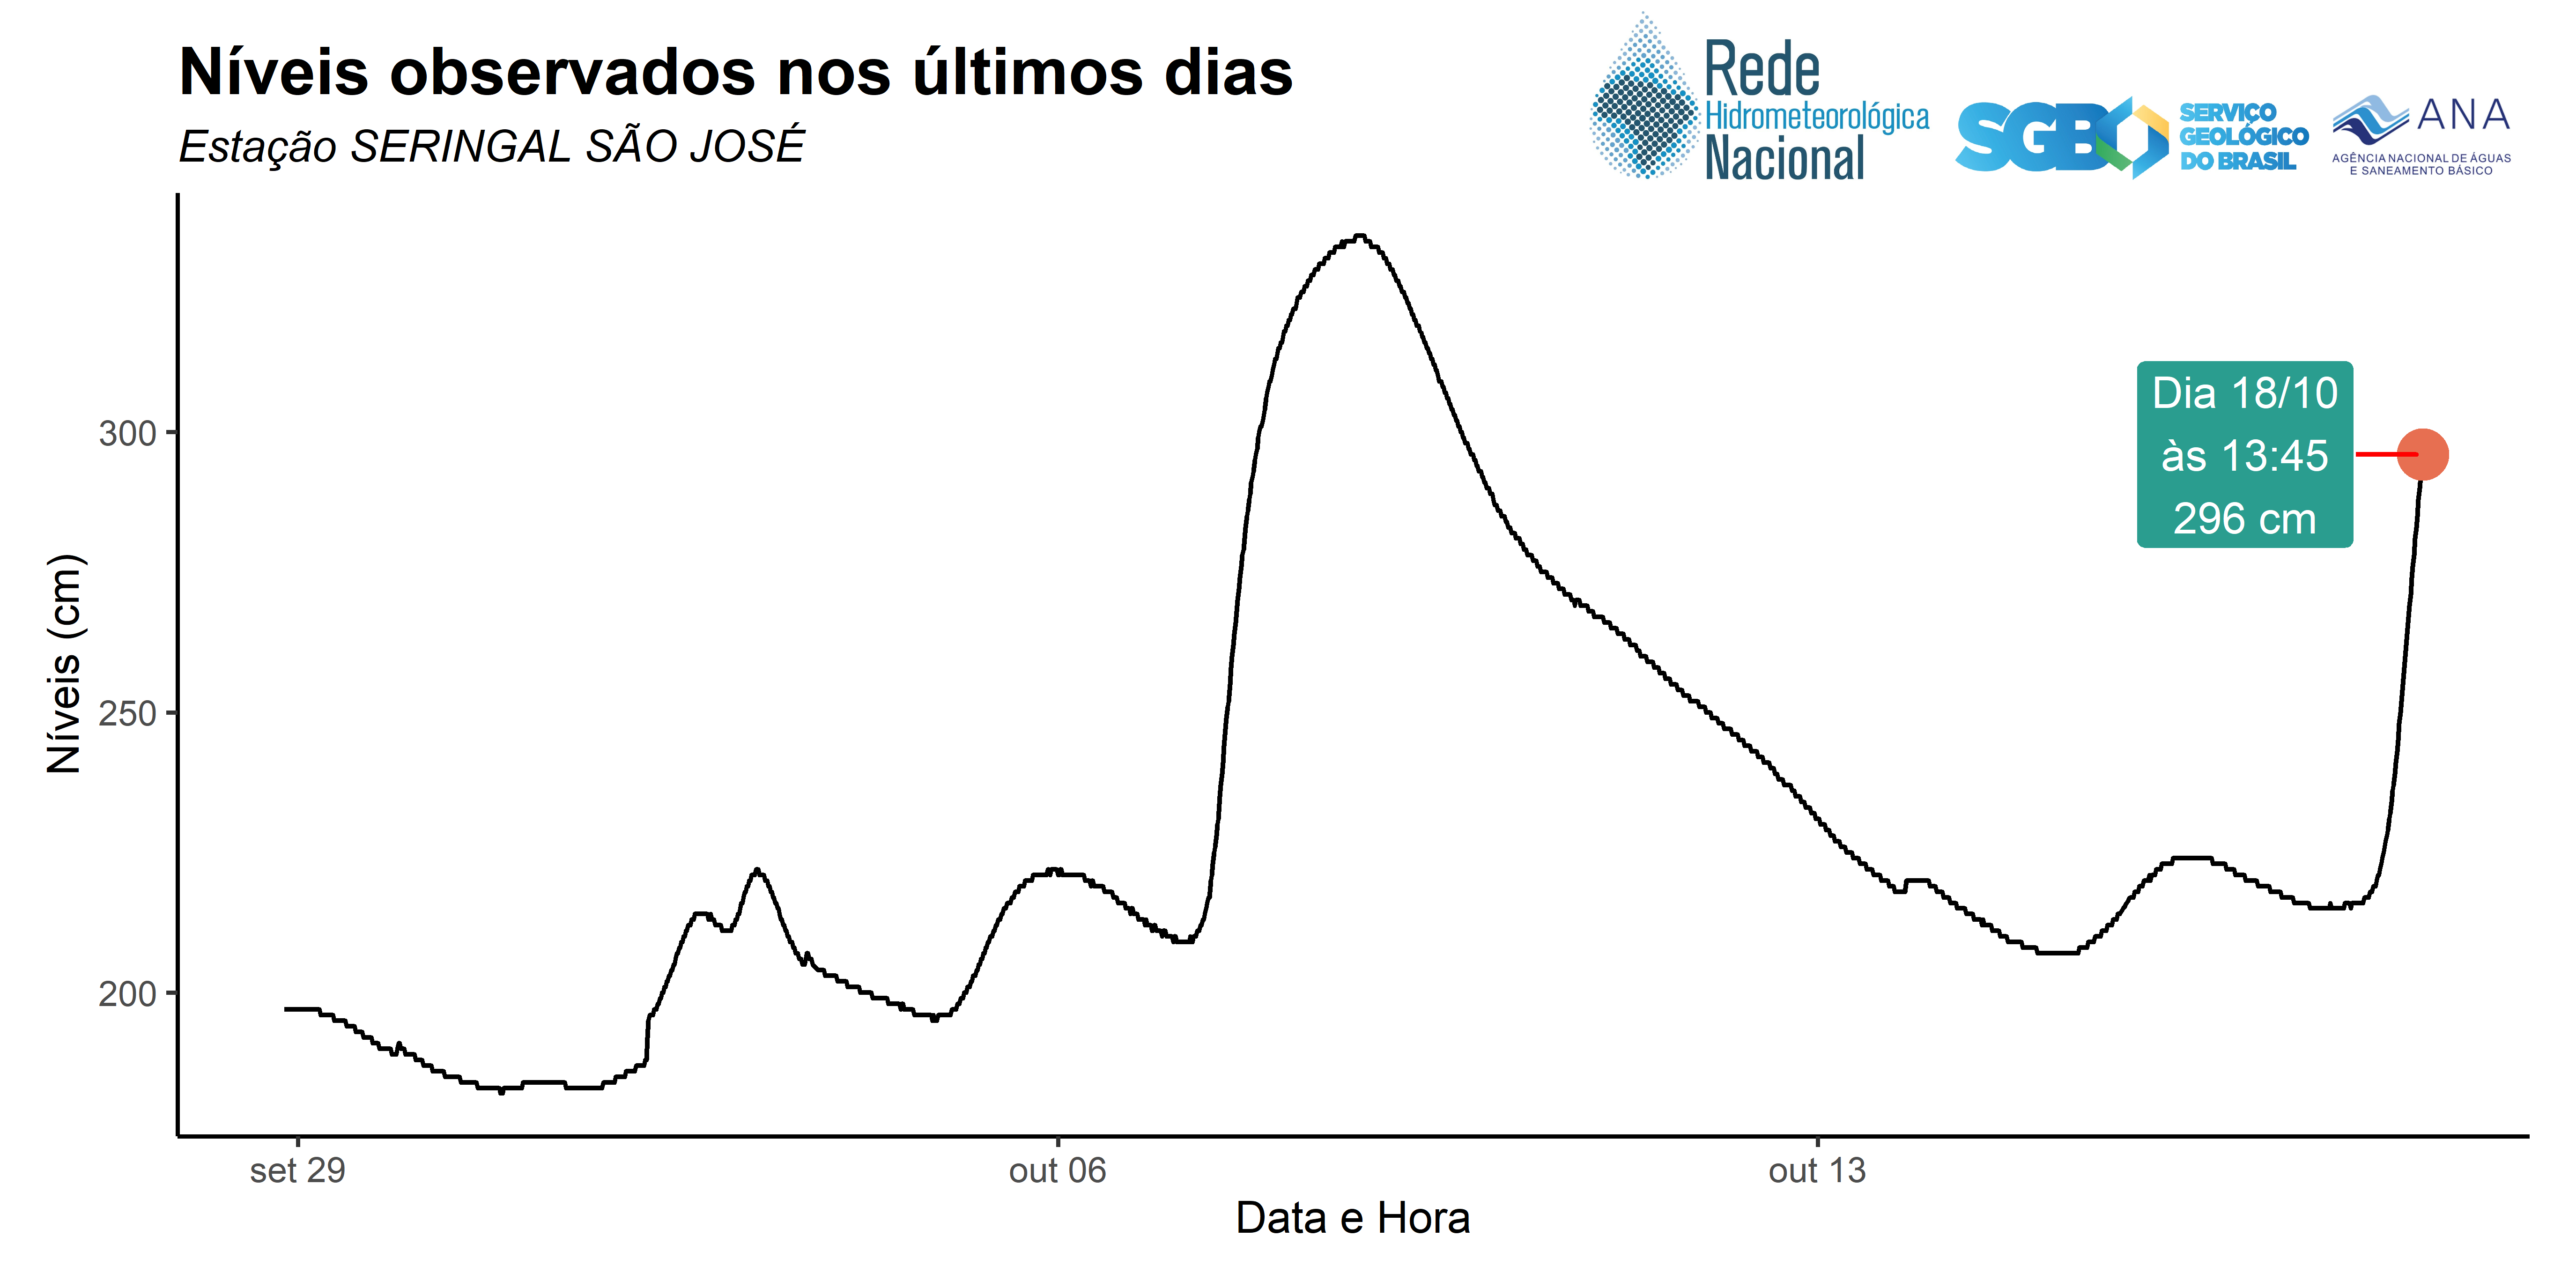 Níveis observados nos últimos dias
Estação SERINGAL SÃO JOSÉ
Rede
Hidrometeorológica
Nacional
SGB
SERVIÇO
GEOLÓGICO
DO BRASIL
ANA
AGÊNCIA NACIONAL DE ÁGUAS
E SANEAMENTO BÁSICO
Níveis (cm)
300
250
200
Dia 18/10
às 13:45
296 cm
set 29
out 06
out 13
Data e Hora